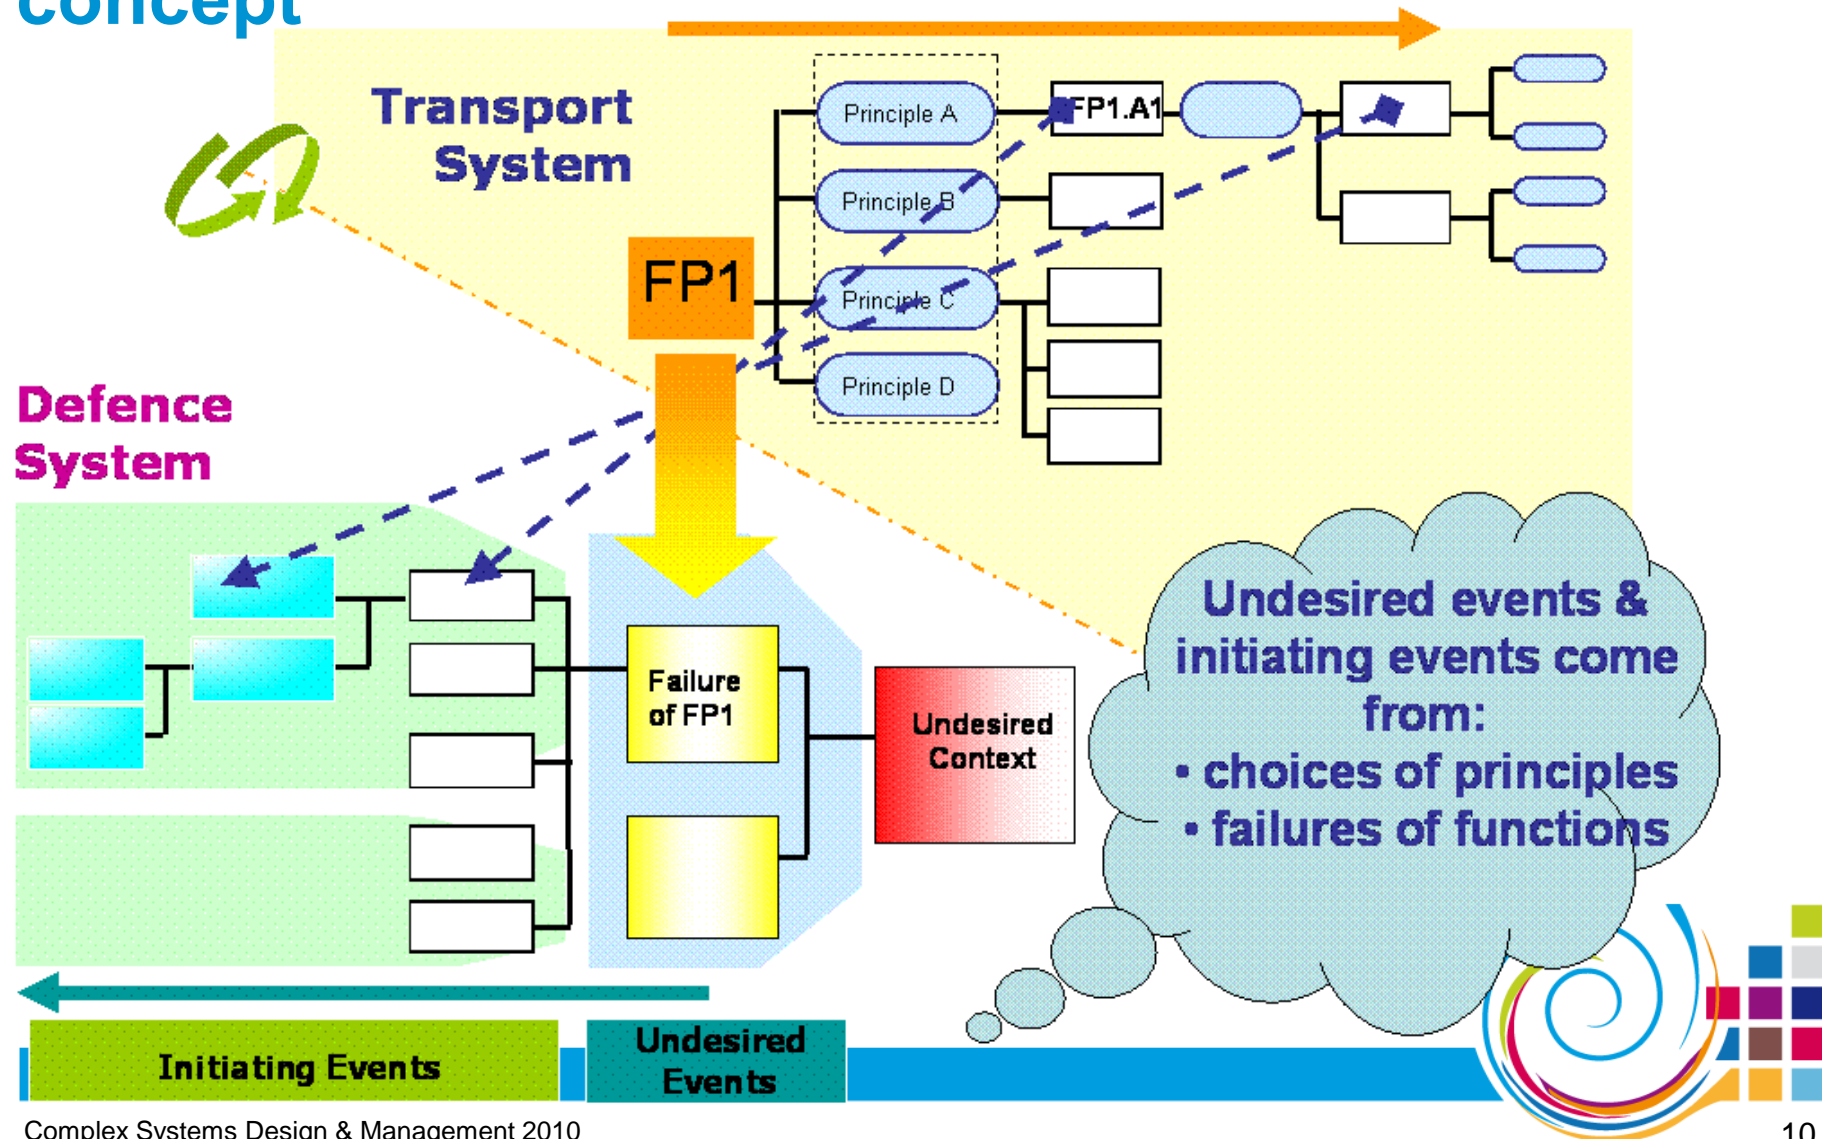 concept
Transport
System
Principle A
FP1.A1
Principle B
FP1
Principle C
Principle D
Defence
System
Failure
of FP1
Undesired
Context
Undesired events &
initiating events come
from:
• choices of principles
• failures of functions
Initiating Events
Undesired
Events
Complex Systems Design & Management 2010
10